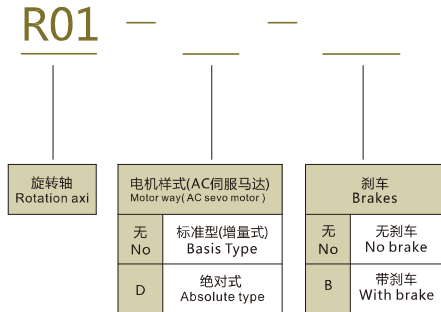 R01 — —
旋转轴
Rotation axi
电机样式(AC伺服马达)
Motor way( AC sevo motor )
无
No
标准型(增量式)
Basis Type
D
绝对式
Absolute type
刹车
Brakes
无
No
无刹车
No brake
B
带刹车
With brake